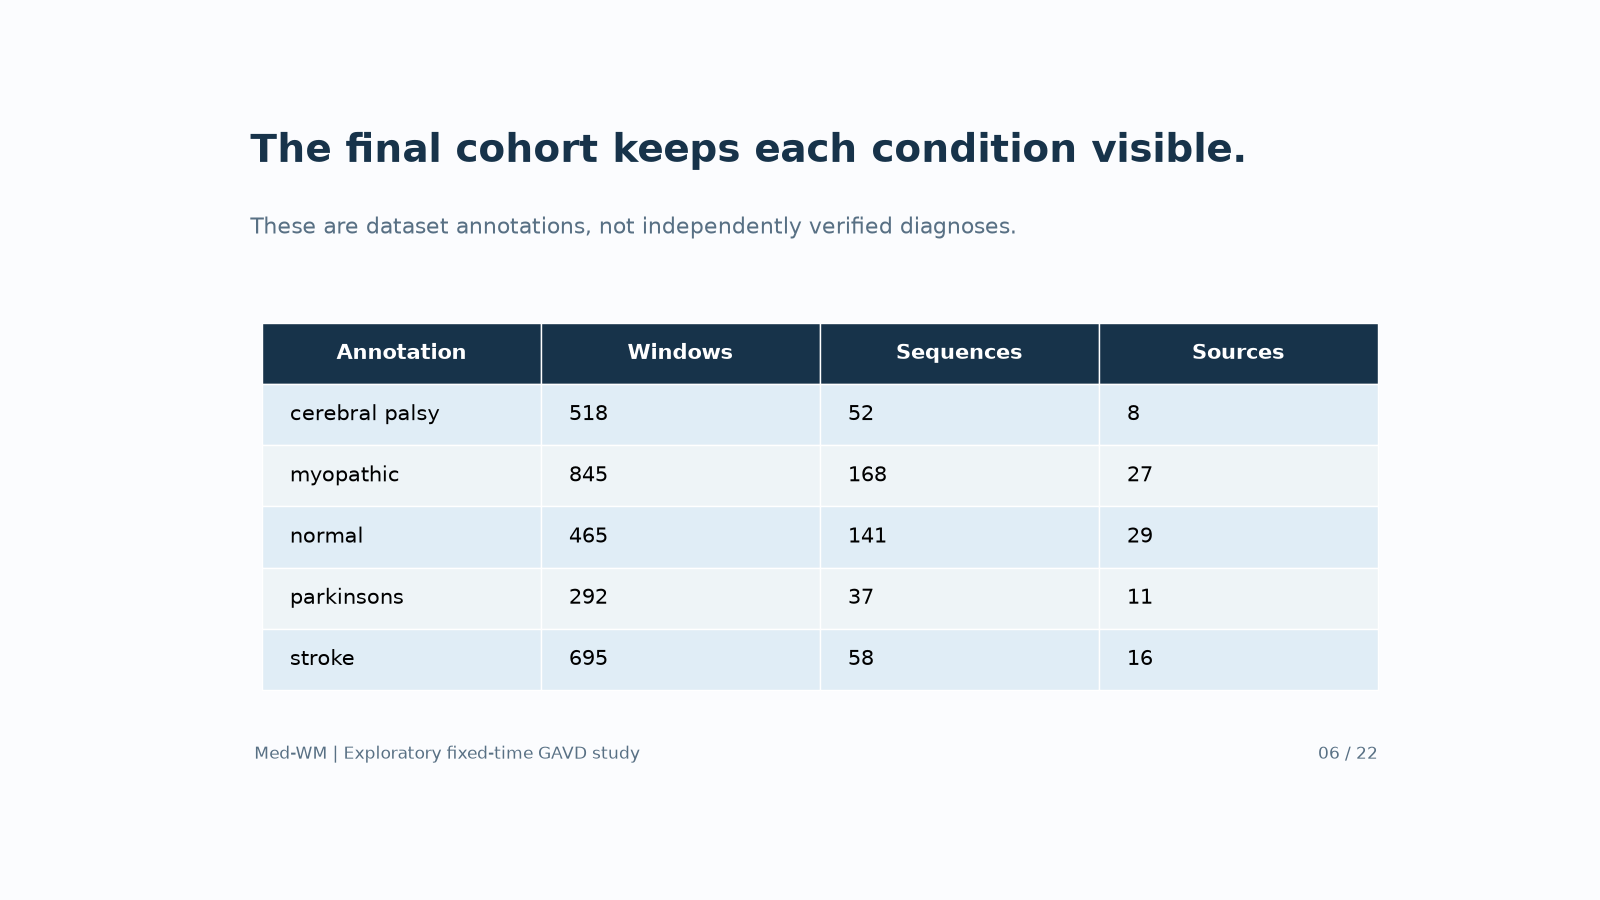 The final cohort keeps each condition visible.
These are dataset annotations, not independently verified diagnoses.
Annotation Windows Sequences Sources
cerebral palsy 518 52 8
myopathic 845 168 27
normal 465 141 29
parkinsons 292 37 11
stroke 695 58 16
Med-WM | Exploratory fixed-time GAVD study 06 / 22